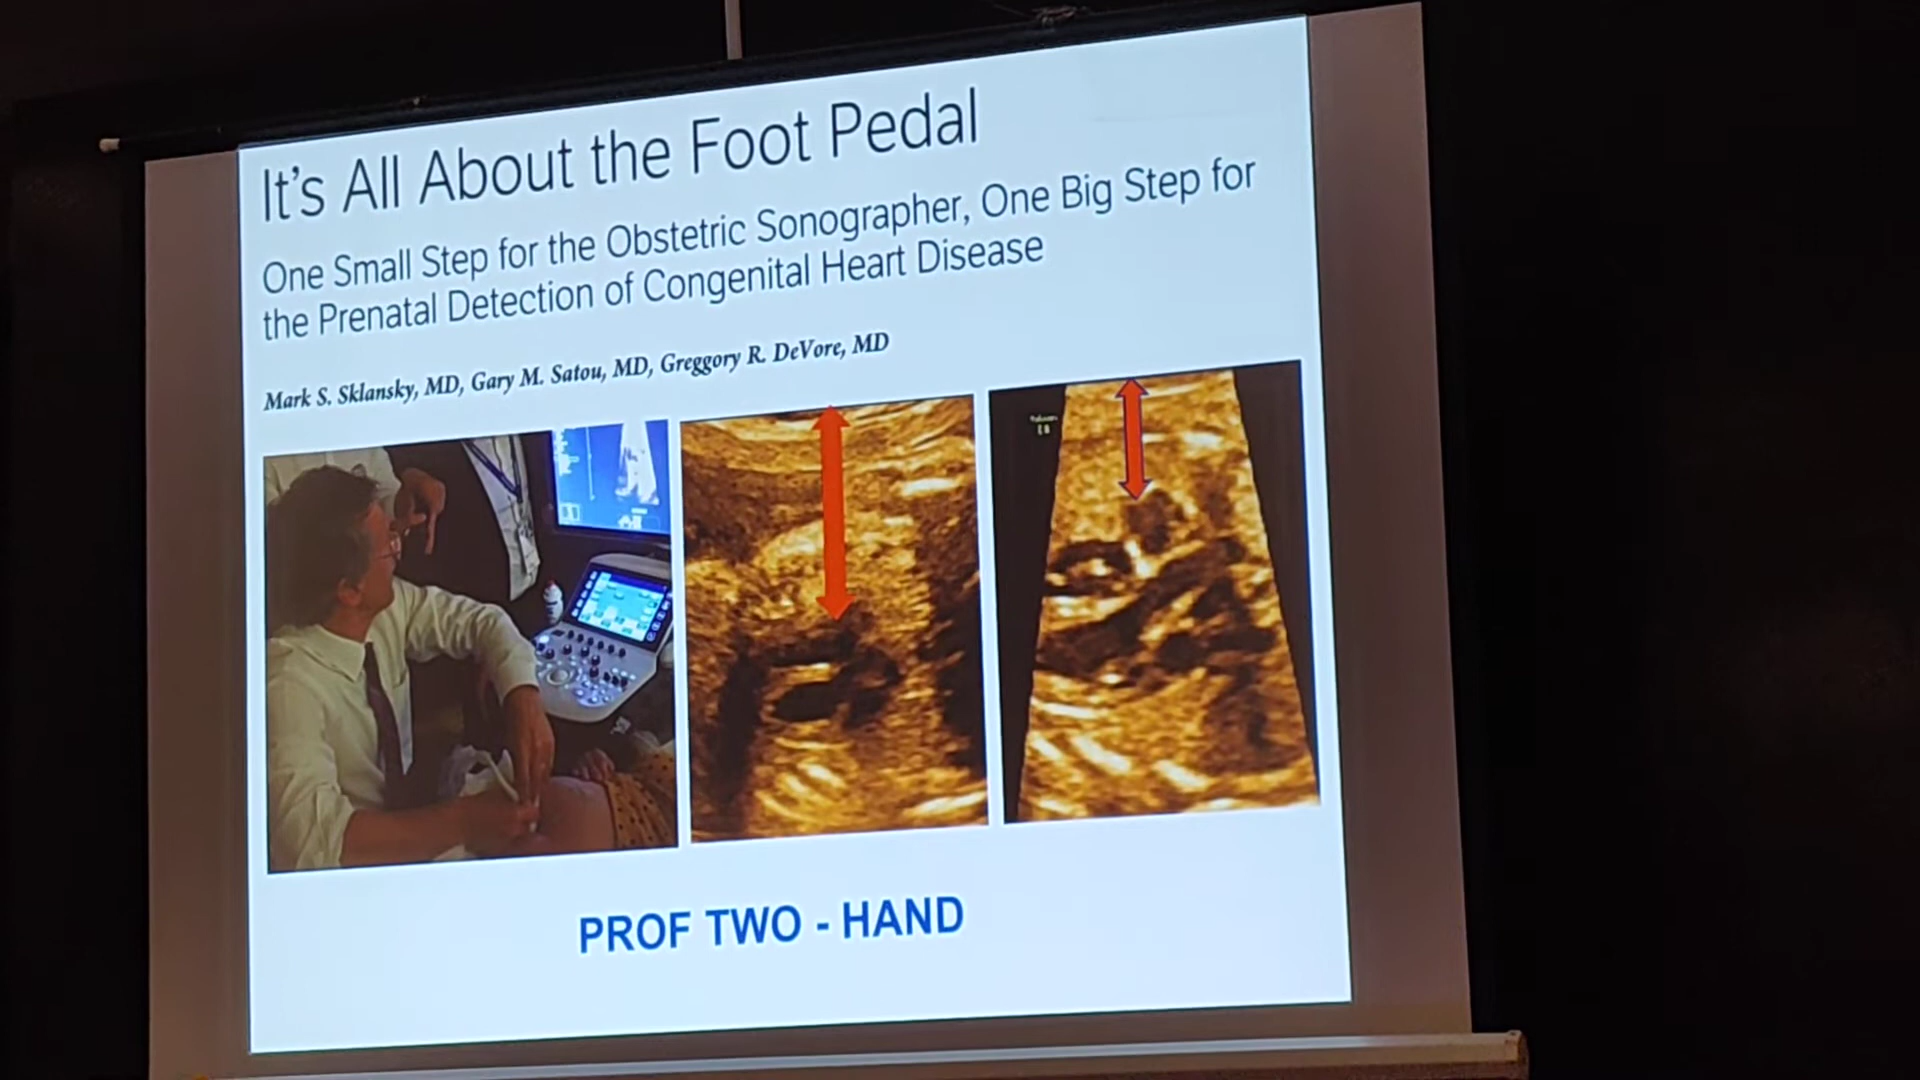 It's All About the Foot Pedal
One Small Step for the Obstetric Sonographer, One Big Step for
the Prenatal Detection of Congenital Heart Disease
Mark S. Sklansky, MD, Gary M. Satou, MD, Greggory R. DeVore, MD
PROF TWO - HAND